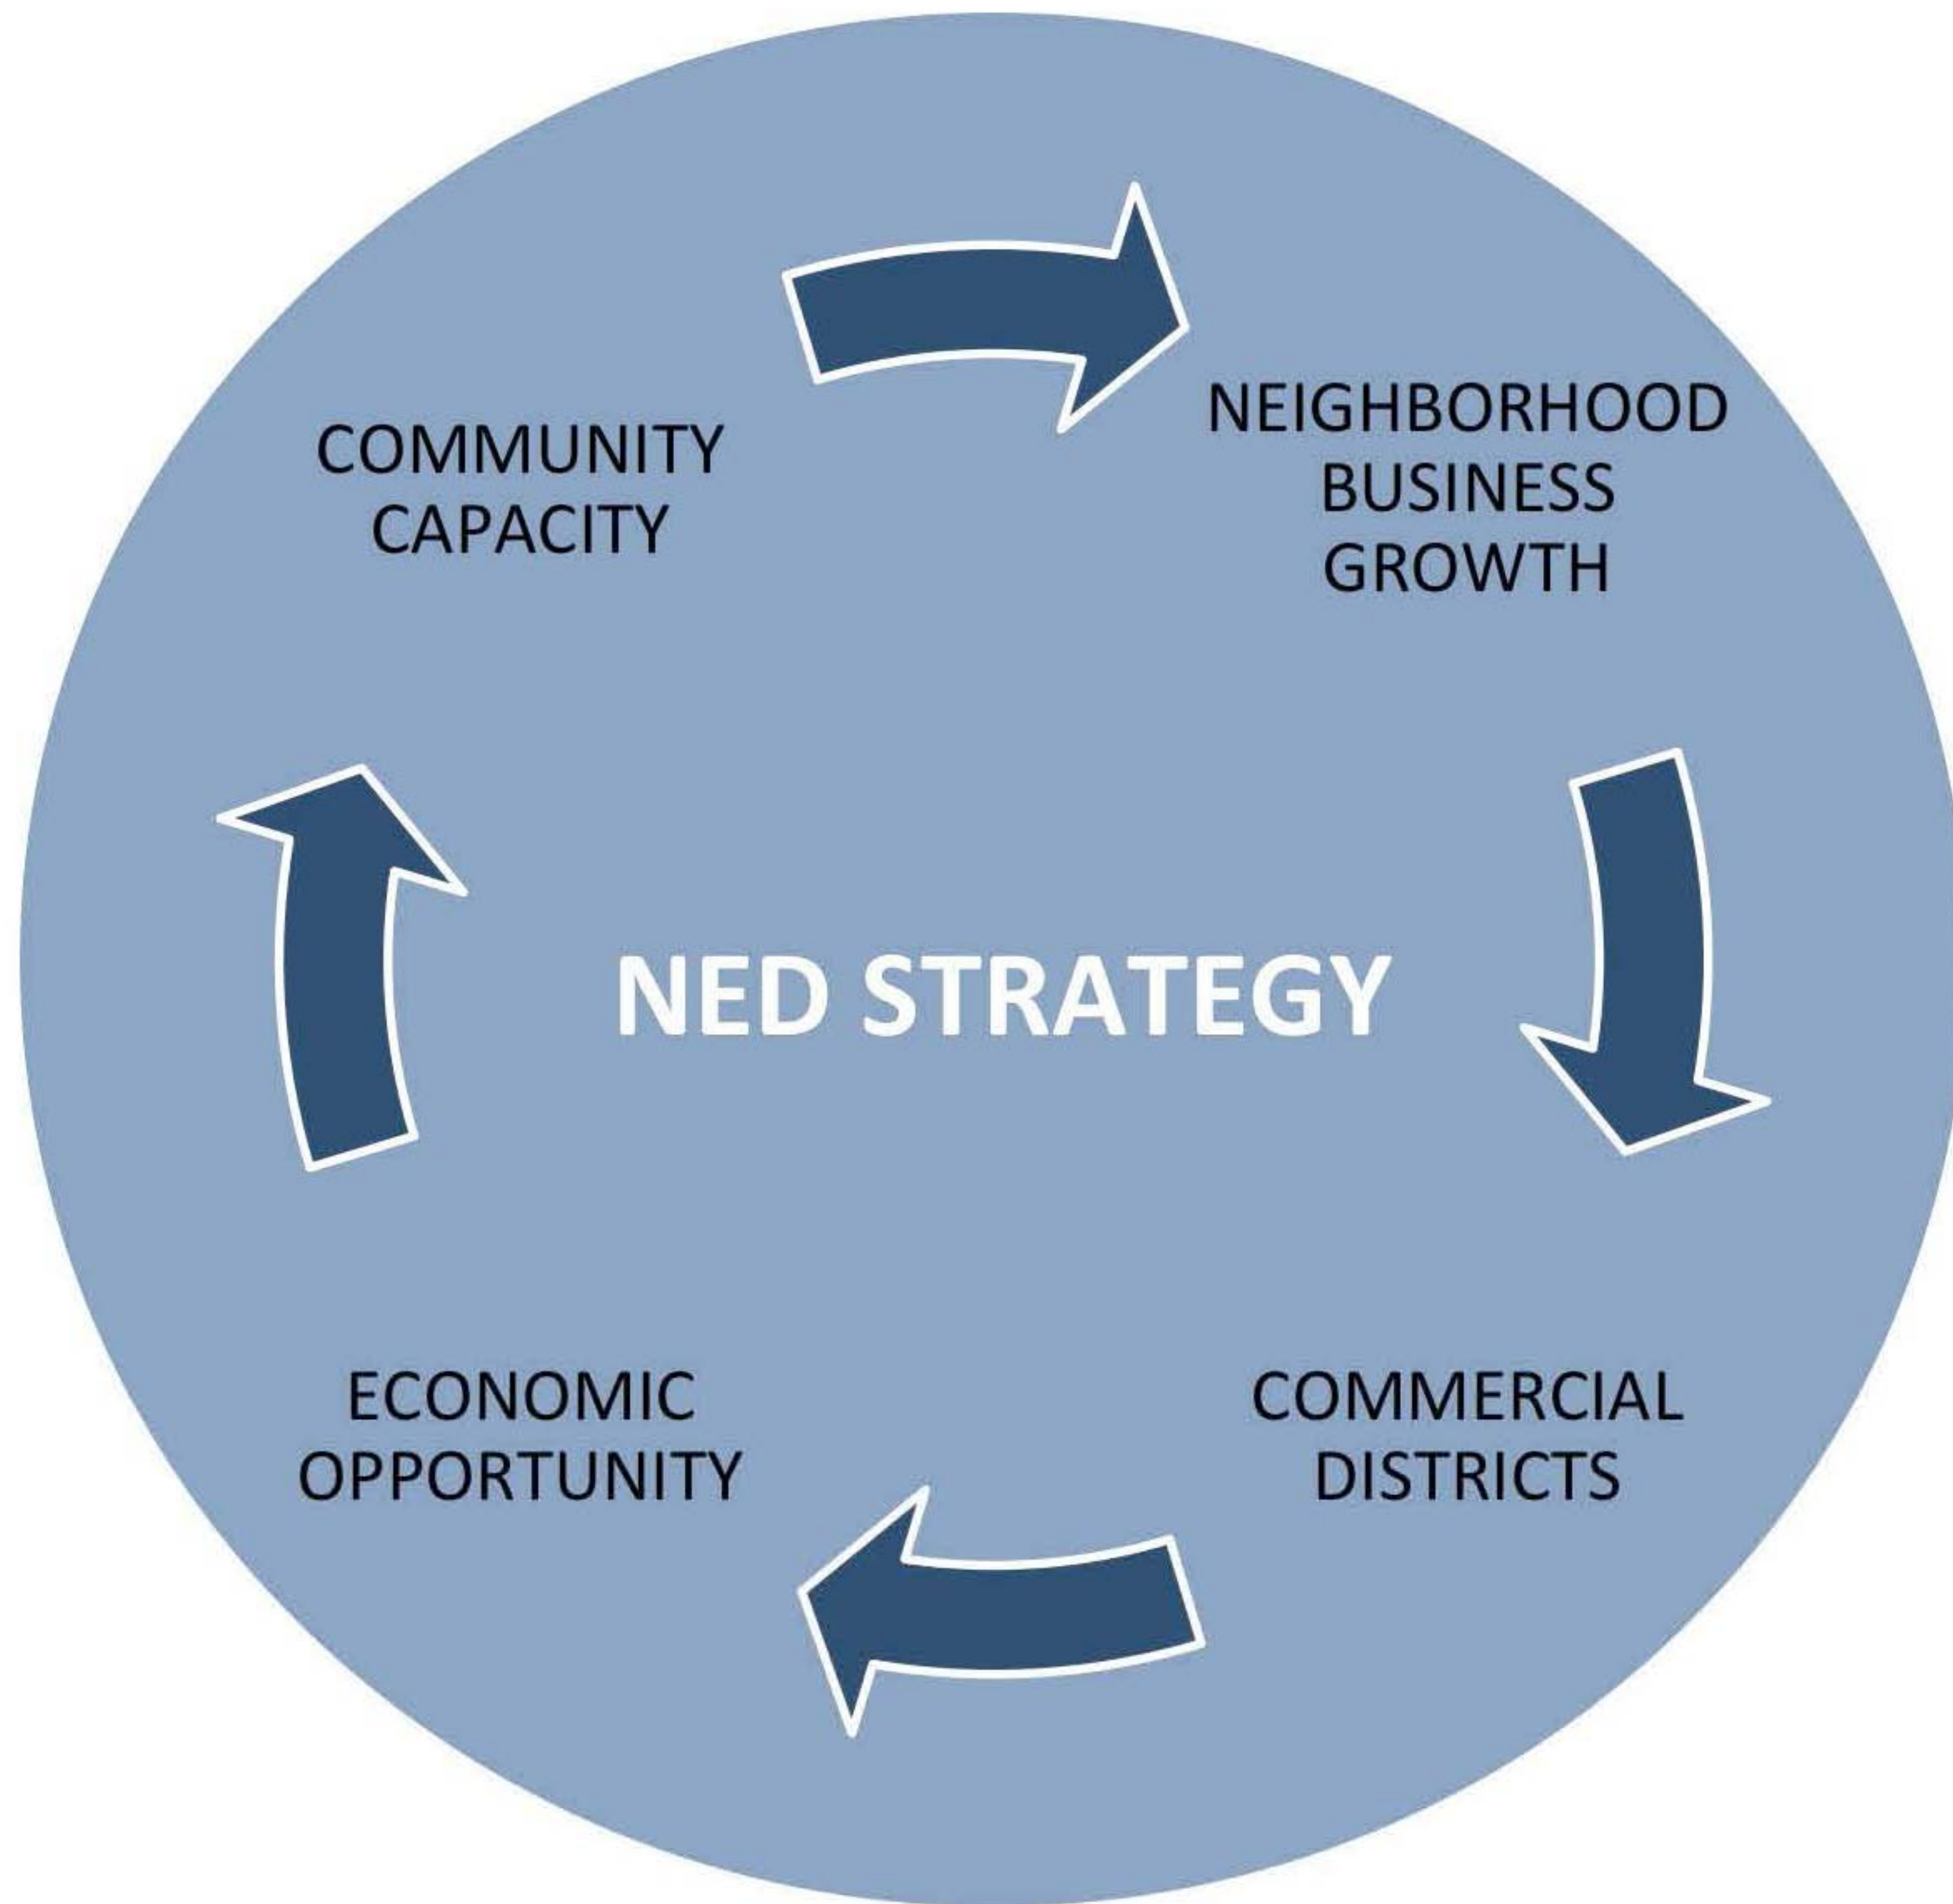 COMMUNITY
CAPACITY
NEIGHBORHOOD
BUSINESS
GROWTH
NED STRATEGY
ECONOMIC
OPPORTUNITY
COMMERCIAL
DISTRICTS